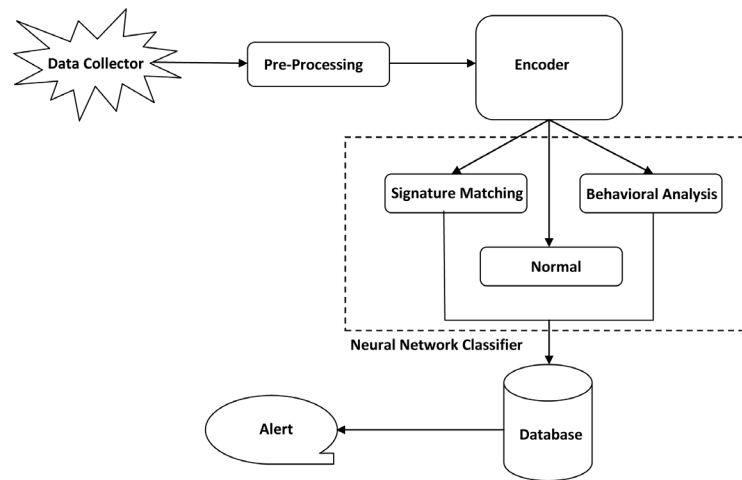 Data Collector
Pre-Processing
Encoder
Signature Matching
Behavioral Analysis
Normal
Neural Network Classifier
Alert
Database